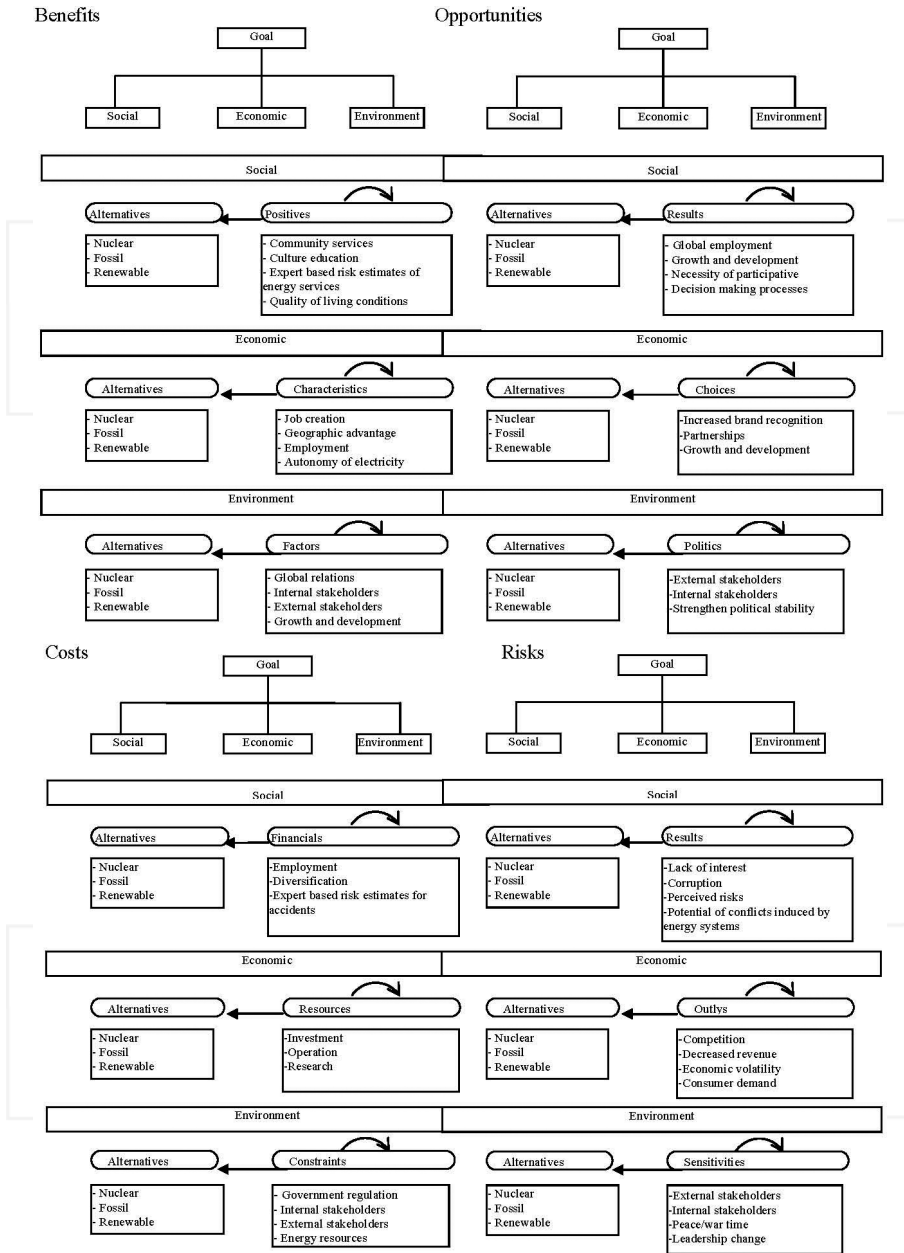 Benefits
Goal
Social
Economic
Environment
Social
Alternatives
- Nuclear
- Fossil
- Renewable
Positives
- Community services
- Culture education
- Expert based risk estimates of
energy services
- Quality of living conditions
Economic
Alternatives
- Nuclear
- Fossil
- Renewable
Characteristics
- Job creation
- Geographic advantage
- Employment
- Autonomy of electricity
Environment
Alternatives
- Nuclear
- Fossil
- Renewable
Factors
- Global relations
- Internal stakeholders
- External stakeholders
- Growth and development
Opportunities
Goal
Social
Economic
Environment
Social
Alternatives
- Nuclear
- Fossil
- Renewable
Results
- Global employment
- Growth and development
- Necessity of participative
- Decision making processes
Economic
Alternatives
- Nuclear
- Fossil
- Renewable
Choices
-Increased brand recognition
-Partnerships
-Growth and development
Environment
Alternatives
- Nuclear
- Fossil
- Renewable
Politics
-External stakeholders
-Internal stakeholders
-Strengthen political stability
Costs
Goal
Social
Economic
Environment
Social
Alternatives
- Nuclear
- Fossil
- Renewable
Financials
-Employment
-Diversification
-Expert based risk estimates for
accidents
Economic
Alternatives
- Nuclear
- Fossil
- Renewable
Resources
-Investment
-Operation
-Research
Environment
Alternatives
- Nuclear
- Fossil
- Renewable
Constraints
- Government regulation
- Internal stakeholders
- External stakeholders
- Energy resources
Risks
Goal
Social
Economic
Environment
Social
Alternatives
- Nuclear
- Fossil
- Renewable
Results
-Lack of interest
-Corruption
-Perceived risks
-Potential of conflicts induced by
energy systems
Economic
Alternatives
- Nuclear
- Fossil
- Renewable
Outlys
-Competition
-Decreased revenue
-Economic volatility
-Consumer demand
Environment
Alternatives
- Nuclear
- Fossil
- Renewable
Sensitivities
-External stakeholders
-Internal stakeholders
-Peace/war time
-Leadership change